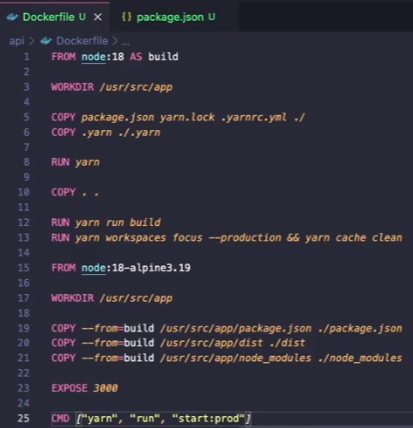 Dockerfile U × {} package.json U
api > Dockerfile > ...
1 FROM node:18 AS build
2
3 WORKDIR /usr/src/app
4
5 COPY package.json yarn.lock .yarnrc.yml ./
6 COPY .yarn ./.yarn
7
8 RUN yarn
9
10 COPY . .
11
12 RUN yarn run build
13 RUN yarn workspaces focus --production && yarn cache clean
14
15 FROM node:18-alpine3.19
16
17 WORKDIR /usr/src/app
18
19 COPY --from=build /usr/src/app/package.json ./package.json
20 COPY --from=build /usr/src/app/dist ./dist
21 COPY --from=build /usr/src/app/node_modules ./node_modules
22
23 EXPOSE 3000
24
25 CMD ["yarn", "run", "start:prod"]